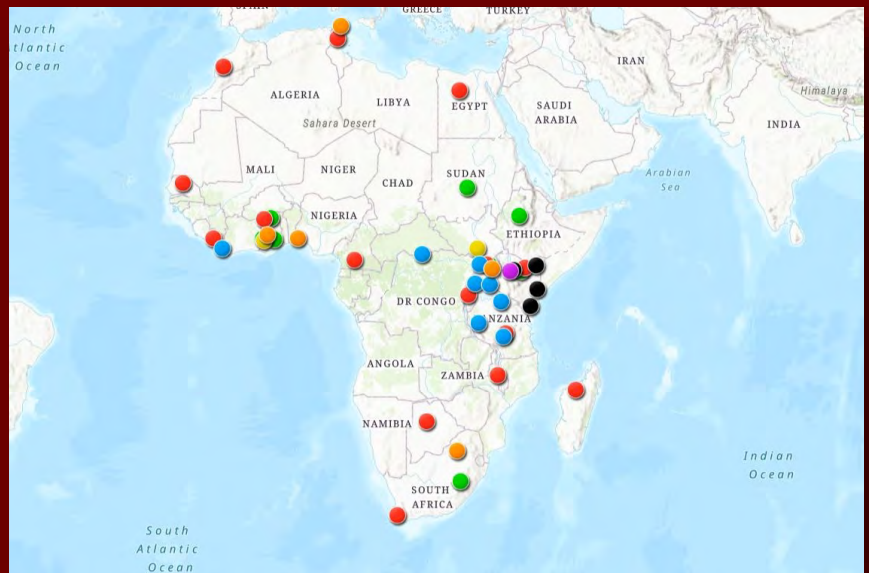 GREECE
TURKEY
North
Atlantic
Ocean
IRAN
Himalaya
ALGERIA
LIBYA
EGYPT
SAUDI
ARABIA
INDIA
Sahara Desert
MALI
NIGER
CHAD
SUDAN
Arabian
Sea
NIGERIA
ETHIOPIA
DR CONGO
NZANIA
ANGOLA
ZAMBIA
NAMIBIA
Indian
Ocean
SOUTH
AFRICA
South
Atlantic
Ocean